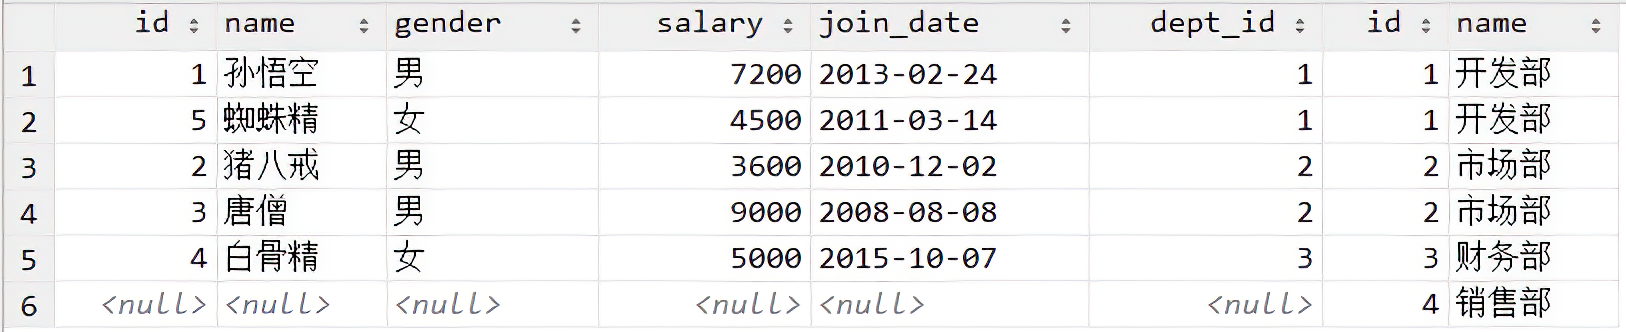 id name gender salary join_date dept_id id name
1 1 孙悟空 男 7200 2013-02-24 1 1 开发部
2 5 蜘蛛精 女 4500 2011-03-14 1 1 开发部
3 2 猪八戒 男 3600 2010-12-02 2 2 市场部
4 3 唐僧 男 9000 2008-08-08 2 2 市场部
5 4 白骨精 女 5000 2015-10-07 3 3 财务部
6 <null> <null> <null> <null> <null> <null> 4 销售部